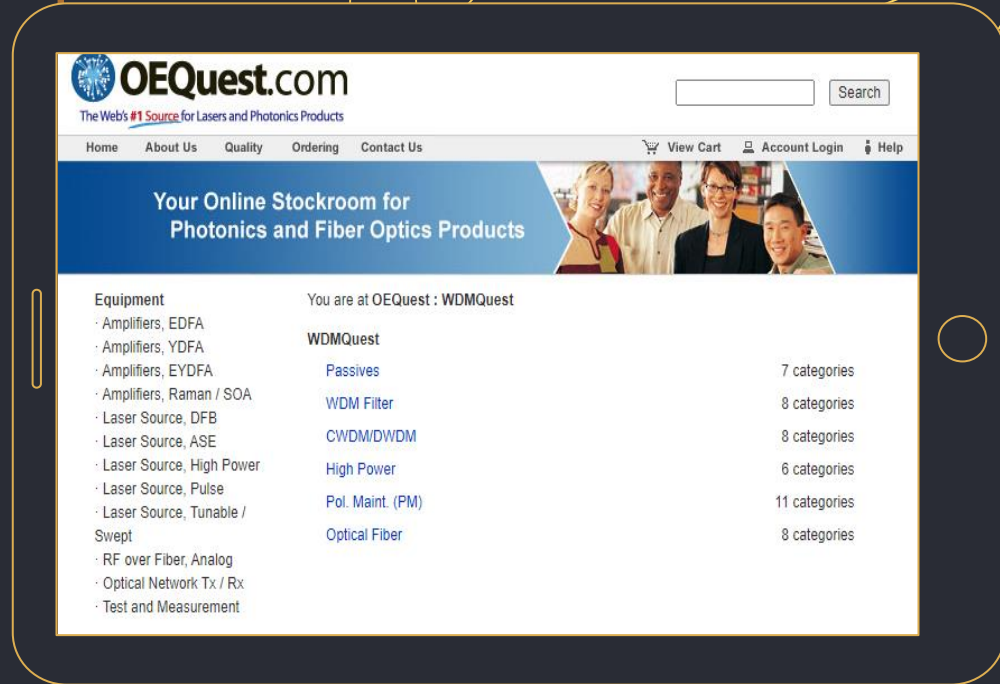 OEQuest.com
The Web's #1 Source for Lasers and Photonics Products
Search
Home About Us Quality Ordering Contact Us View Cart Account Login Help
Your Online Stockroom for
Photonics and Fiber Optics Products
Equipment
· Amplifiers, EDFA
· Amplifiers, YDFA
· Amplifiers, EYDFA
· Amplifiers, Raman / SOA
· Laser Source, DFB
· Laser Source, ASE
· Laser Source, High Power
· Laser Source, Pulse
· Laser Source, Tunable /
Swept
· RF over Fiber, Analog
· Optical Network Tx / Rx
· Test and Measurement
You are at OEQuest : WDMQuest
WDMQuest
Passives 7 categories
WDM Filter 8 categories
CWDM/DWDM 8 categories
High Power 6 categories
Pol. Maint. (PM) 11 categories
Optical Fiber 8 categories